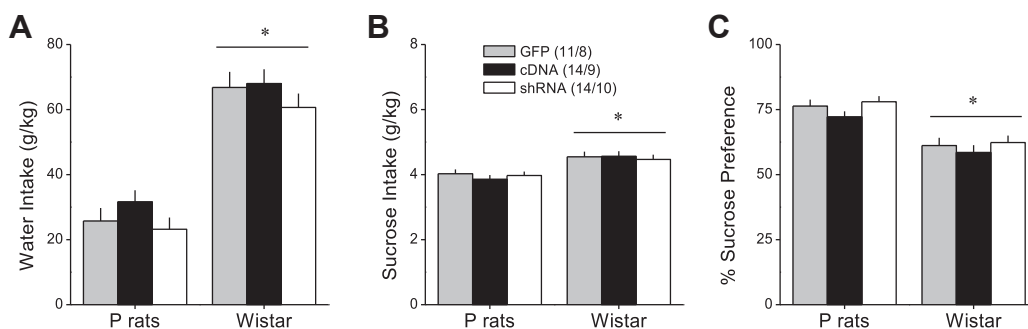 A
Water Intake (g/kg)
80
60
40
20
0
*
P rats
Wistar
B
Sucrose Intake (g/kg)
8
6
4
2
0
GFP (11/8)
cDNA (14/9)
shRNA (14/10)
*
P rats
Wistar
C
% Sucrose Preference
100
75
50
25
0
*
P rats
Wistar